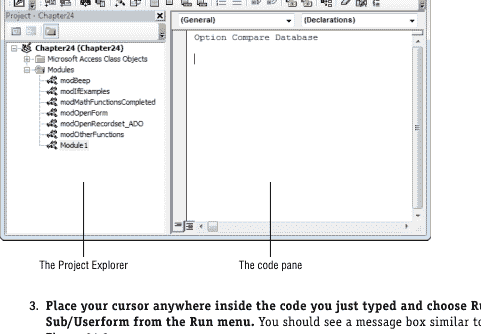 Project - Chapter24
(General)
(Declarations)
Option Compare Database
Chapter24 (Chapter24)
Microsoft Access Class Objects
Modules
modBeep
modIfExamples
modMathFunctionsCompleted
modOpenForm
modOpenRecordset_ADO
modOtherFunctions
Module1
The Project Explorer
The code pane
3. Place your cursor anywhere inside the code you just typed and choose
Sub/Userform from the Run menu. You should see a message box similar to